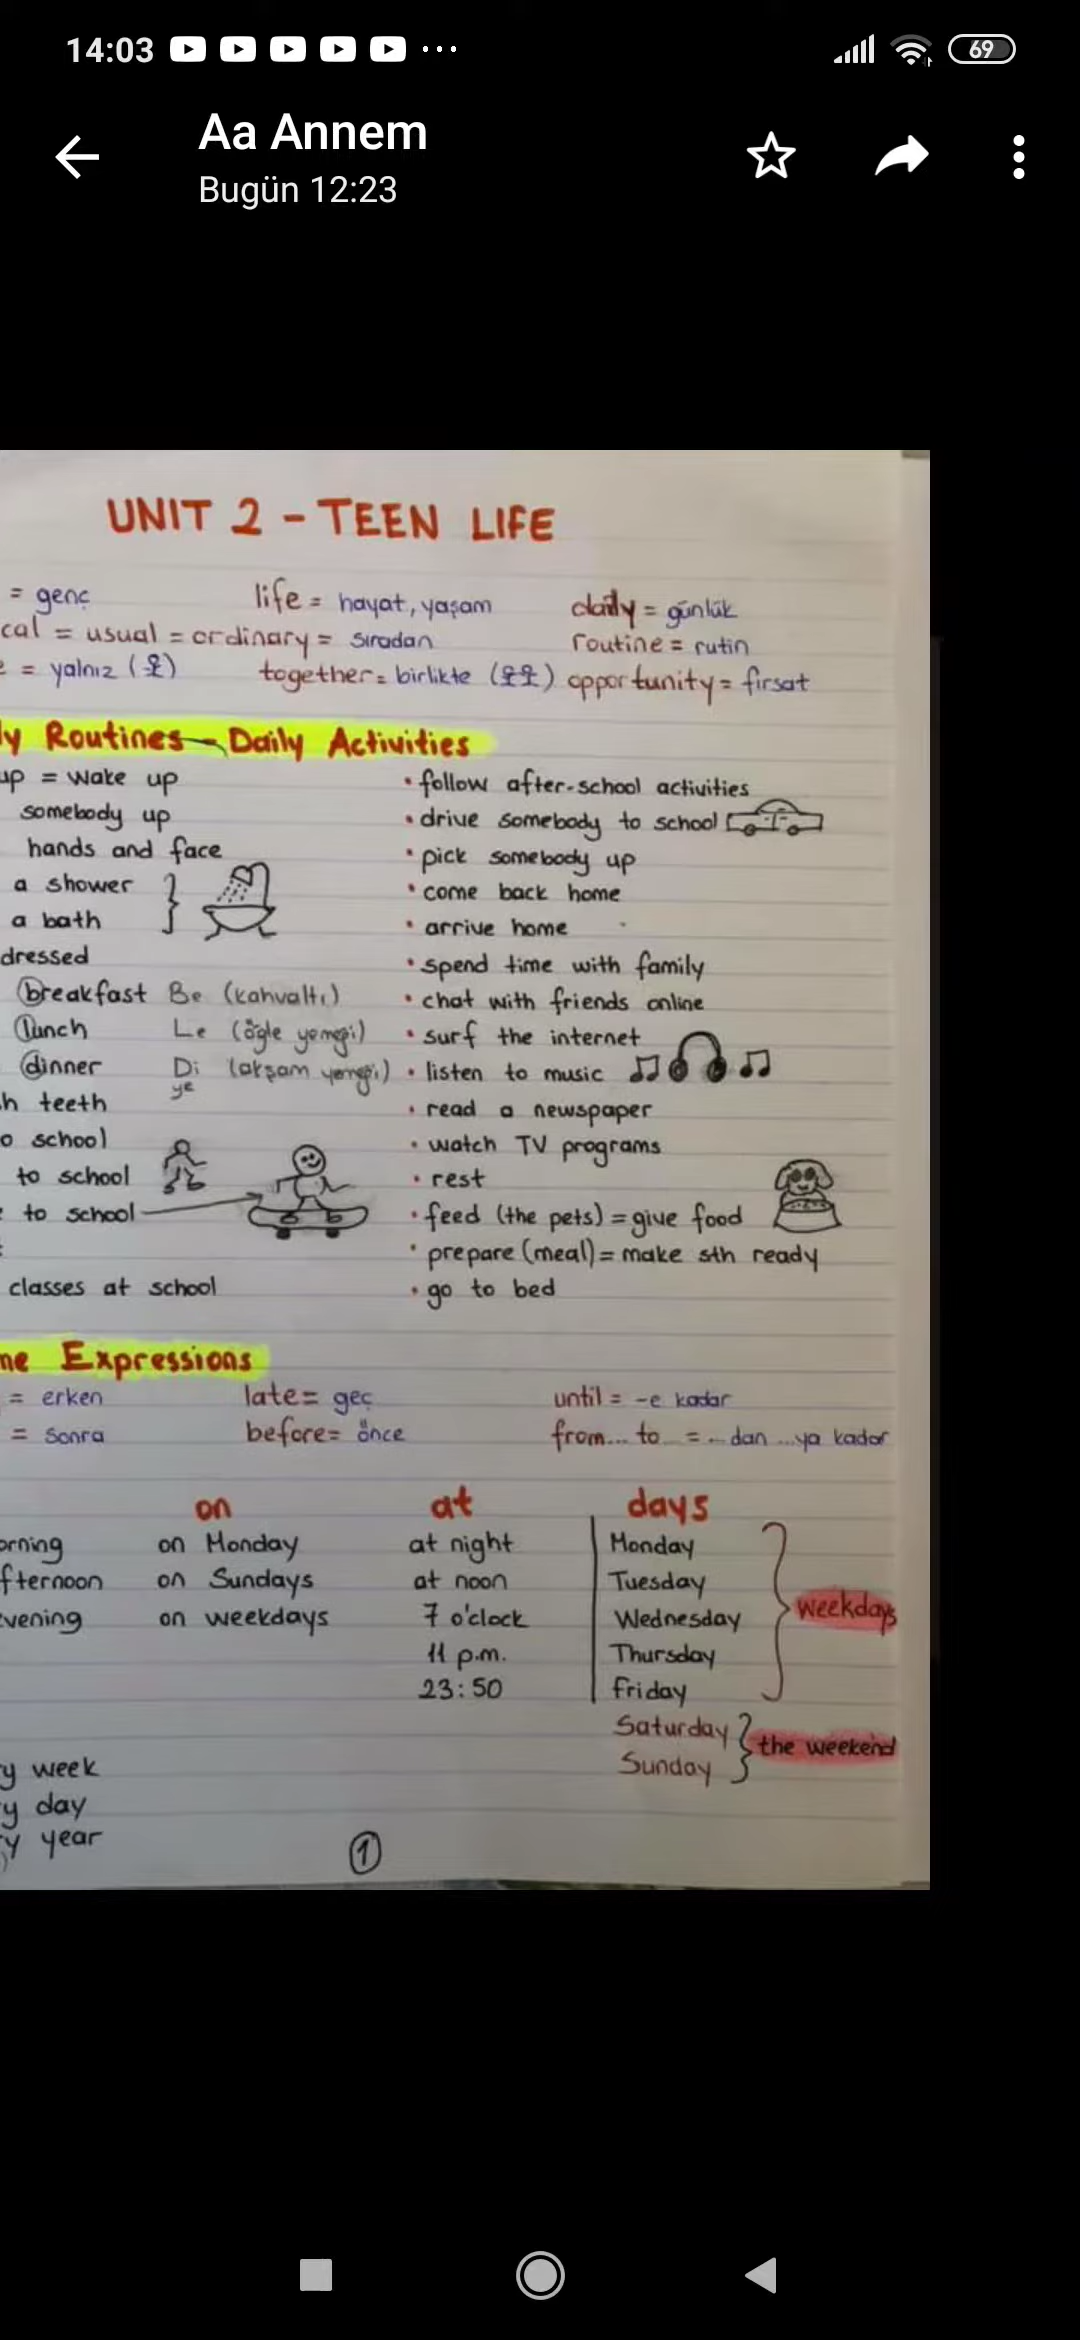 14:03 ...
69
Aa Annem
Bugün 12:23
UNIT 2 - TEEN LIFE
= genç life = hayat, yaşam daily = günlük
cal = usual = ordinary = sıradan routine = rutin
e = yalnız ( ) together = birlikte ( ) opportunity = fırsat
ly Routines - Daily Activities
up = wake up
somebody up
hands and face
a shower
a bath
dressed
breakfast Be (kahvaltı)
lunch Le (öğle yemeği)
dinner Di (akşam yemeği)
ye
h teeth
o school
to school
e to school
classes at school
• follow after-school activities
• drive somebody to school
• pick somebody up
• come back home
• arrive home
• spend time with family
• chat with friends online
• surf the internet
• listen to music
• read a newspaper
• watch TV programs
• rest
• feed (the pets) = give food
• prepare (meal) = make sth ready
• go to bed
me Expressions
= erken late = geç until = -e kadar
= sonra before = önce from... to... = ...dan ...ya kadar
orning
fternoon
evening
on
on Monday
on Sundays
on weekdays
at
at night
at noon
7 o'clock
11 p.m.
23:50
days
Monday
Tuesday
Wednesday
Thursday
Friday
weekdays
Saturday
Sunday
the weekend
y week
y day
y year
1